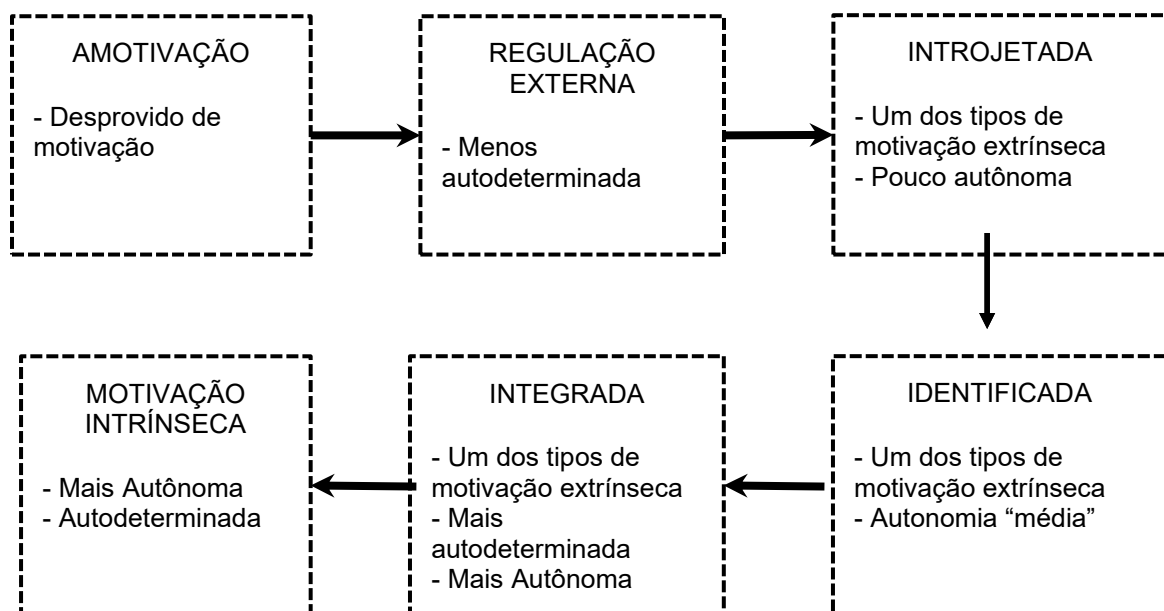 AMOTIVAÇÃO
- Desprovido de
motivação
REGULAÇÃO
EXTERNA
- Menos
autodeterminada
INTROJETADA
- Um dos tipos de
motivação extrínseca
- Pouco autônoma
IDENTIFICADA
- Um dos tipos de
motivação extrínseca
- Autonomia “média”
INTEGRADA
- Um dos tipos de
motivação extrínseca
- Mais
autodeterminada
- Mais Autônoma
MOTIVAÇÃO
INTRÍNSECA
- Mais Autônoma
- Autodeterminada